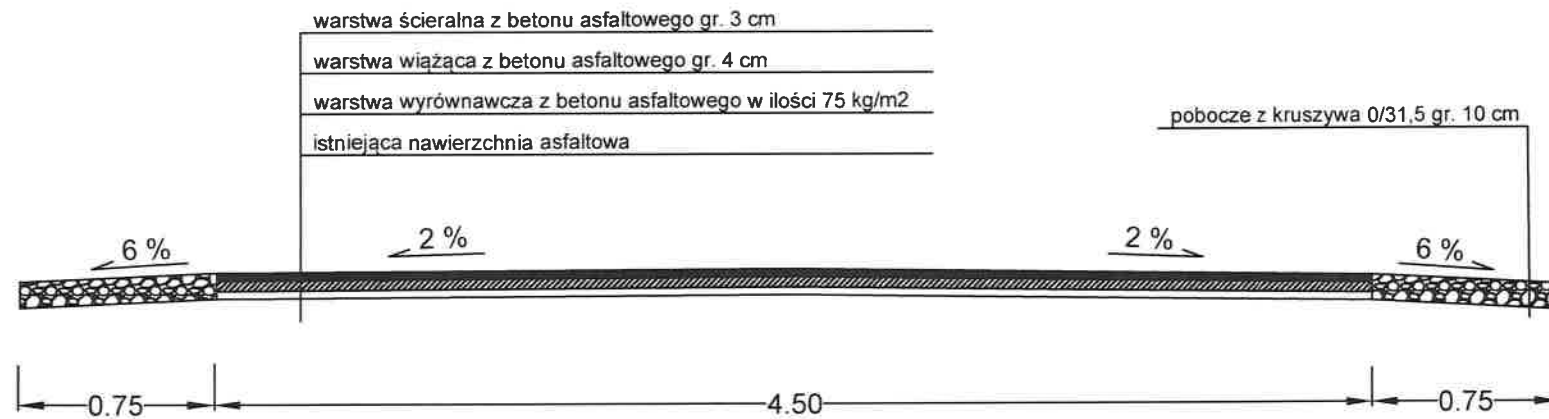 warstwa ścieralna z betonu asfaltowego gr. 3 cm
warstwa wiążąca z betonu asfaltowego gr. 4 cm
warstwa wyrównawcza z betonu asfaltowego w ilości 75 kg/m2
istniejąca nawierzchnia asfaltowa
pobocze z kruszywa 0/31,5 gr. 10 cm
6 %
2 %
2 %
6 %
0.75
4.50
0.75